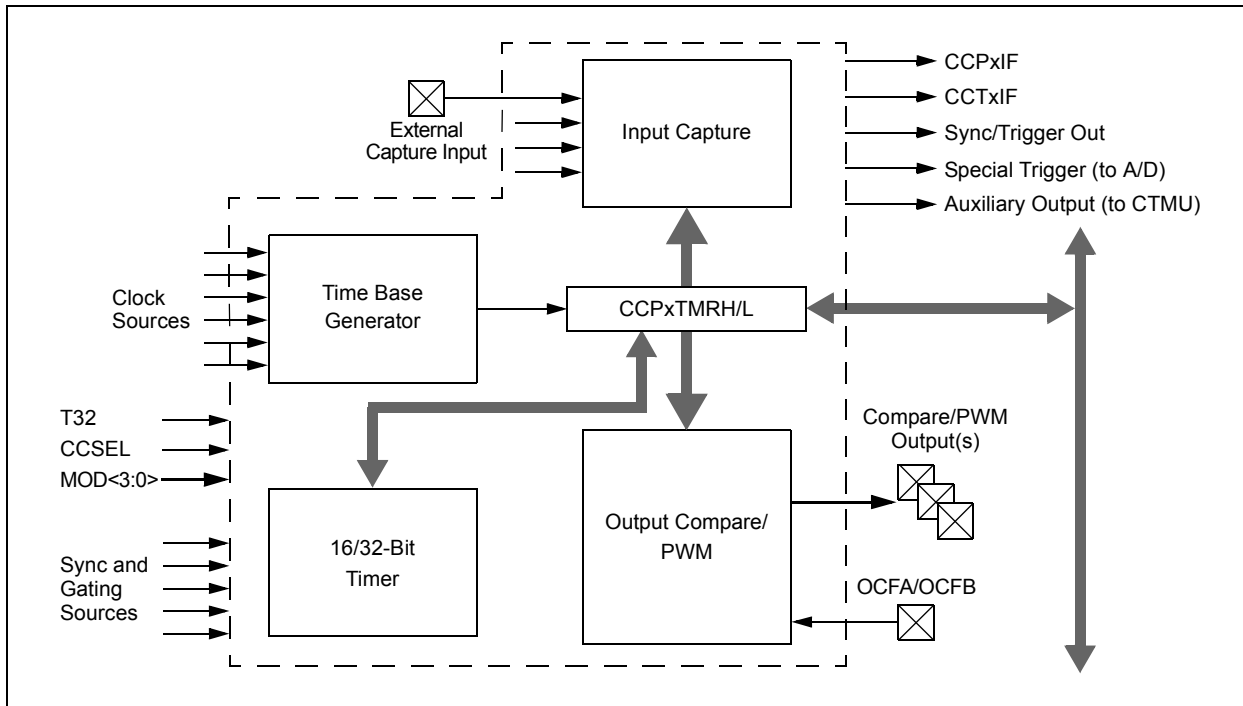 External
Capture Input
Input Capture
CCPxIF
CCTxIF
Sync/Trigger Out
Special Trigger (to A/D)
Auxiliary Output (to CTMU)
Clock
Sources
Time Base
Generator
CCPxTMRH/L
T32
CCSEL
MOD<3:0>
Sync and
Gating
Sources
16/32-Bit
Timer
Output Compare/
PWM
Compare/PWM
Output(s)
OCFA/OCFB